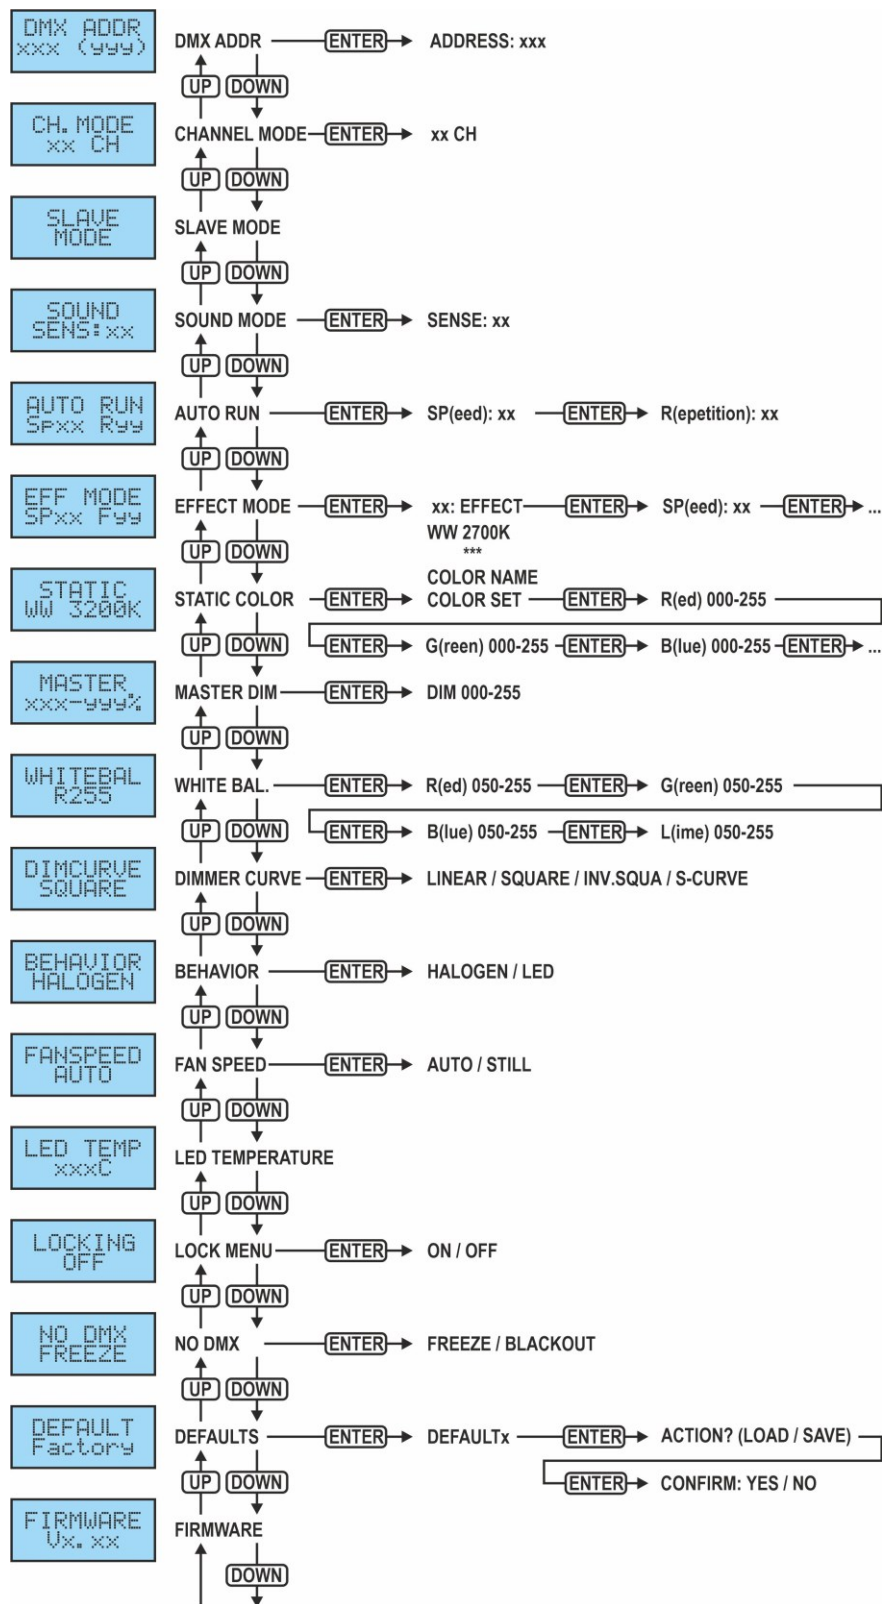 DMX ADDR
xxx (yyy)
DMX ADDR ENTER ADDRESS: xxx
UP DOWN
CH. MODE
xx CH
CHANNEL MODE ENTER xx CH
UP DOWN
SLAVE
MODE
SLAVE MODE
UP DOWN
SOUND
SENS:xx
SOUND MODE ENTER SENSE: xx
UP DOWN
AUTO RUN
Spxx Ryy
AUTO RUN ENTER SP(eed): xx ENTER R(epetition): xx
UP DOWN
EFF MODE
SPxx Fyy
EFFECT MODE ENTER xx: EFFECT ENTER SP(eed): xx ENTER ...
UP DOWN
WW 2700K
***
COLOR NAME
STATIC
WW 3200K
STATIC COLOR ENTER COLOR SET ENTER R(ed) 000-255
UP DOWN
ENTER G(reen) 000-255 ENTER B(lue) 000-255 ENTER ...
MASTER
xxx-yyy%
MASTER DIM ENTER DIM 000-255
UP DOWN
WHITEBAL
R255
WHITE BAL. ENTER R(ed) 050-255 ENTER G(reen) 050-255
UP DOWN
ENTER B(lue) 050-255 ENTER L(ime) 050-255
DIMCURVE
SQUARE
DIMMER CURVE ENTER LINEAR / SQUARE / INV.SQUA / S-CURVE
UP DOWN
BEHAVIOR
HALOGEN
BEHAVIOR ENTER HALOGEN / LED
UP DOWN
FANSPEED
AUTO
FAN SPEED ENTER AUTO / STILL
UP DOWN
LED TEMP
xxxC
LED TEMPERATURE
UP DOWN
LOCKING
OFF
LOCK MENU ENTER ON / OFF
UP DOWN
NO DMX
FREEZE
NO DMX ENTER FREEZE / BLACKOUT
UP DOWN
DEFAULT
Factory
DEFAULTS ENTER DEFAULTx ENTER ACTION? (LOAD / SAVE)
UP DOWN
ENTER CONFIRM: YES / NO
FIRMWARE
Vx.xx
FIRMWARE
DOWN